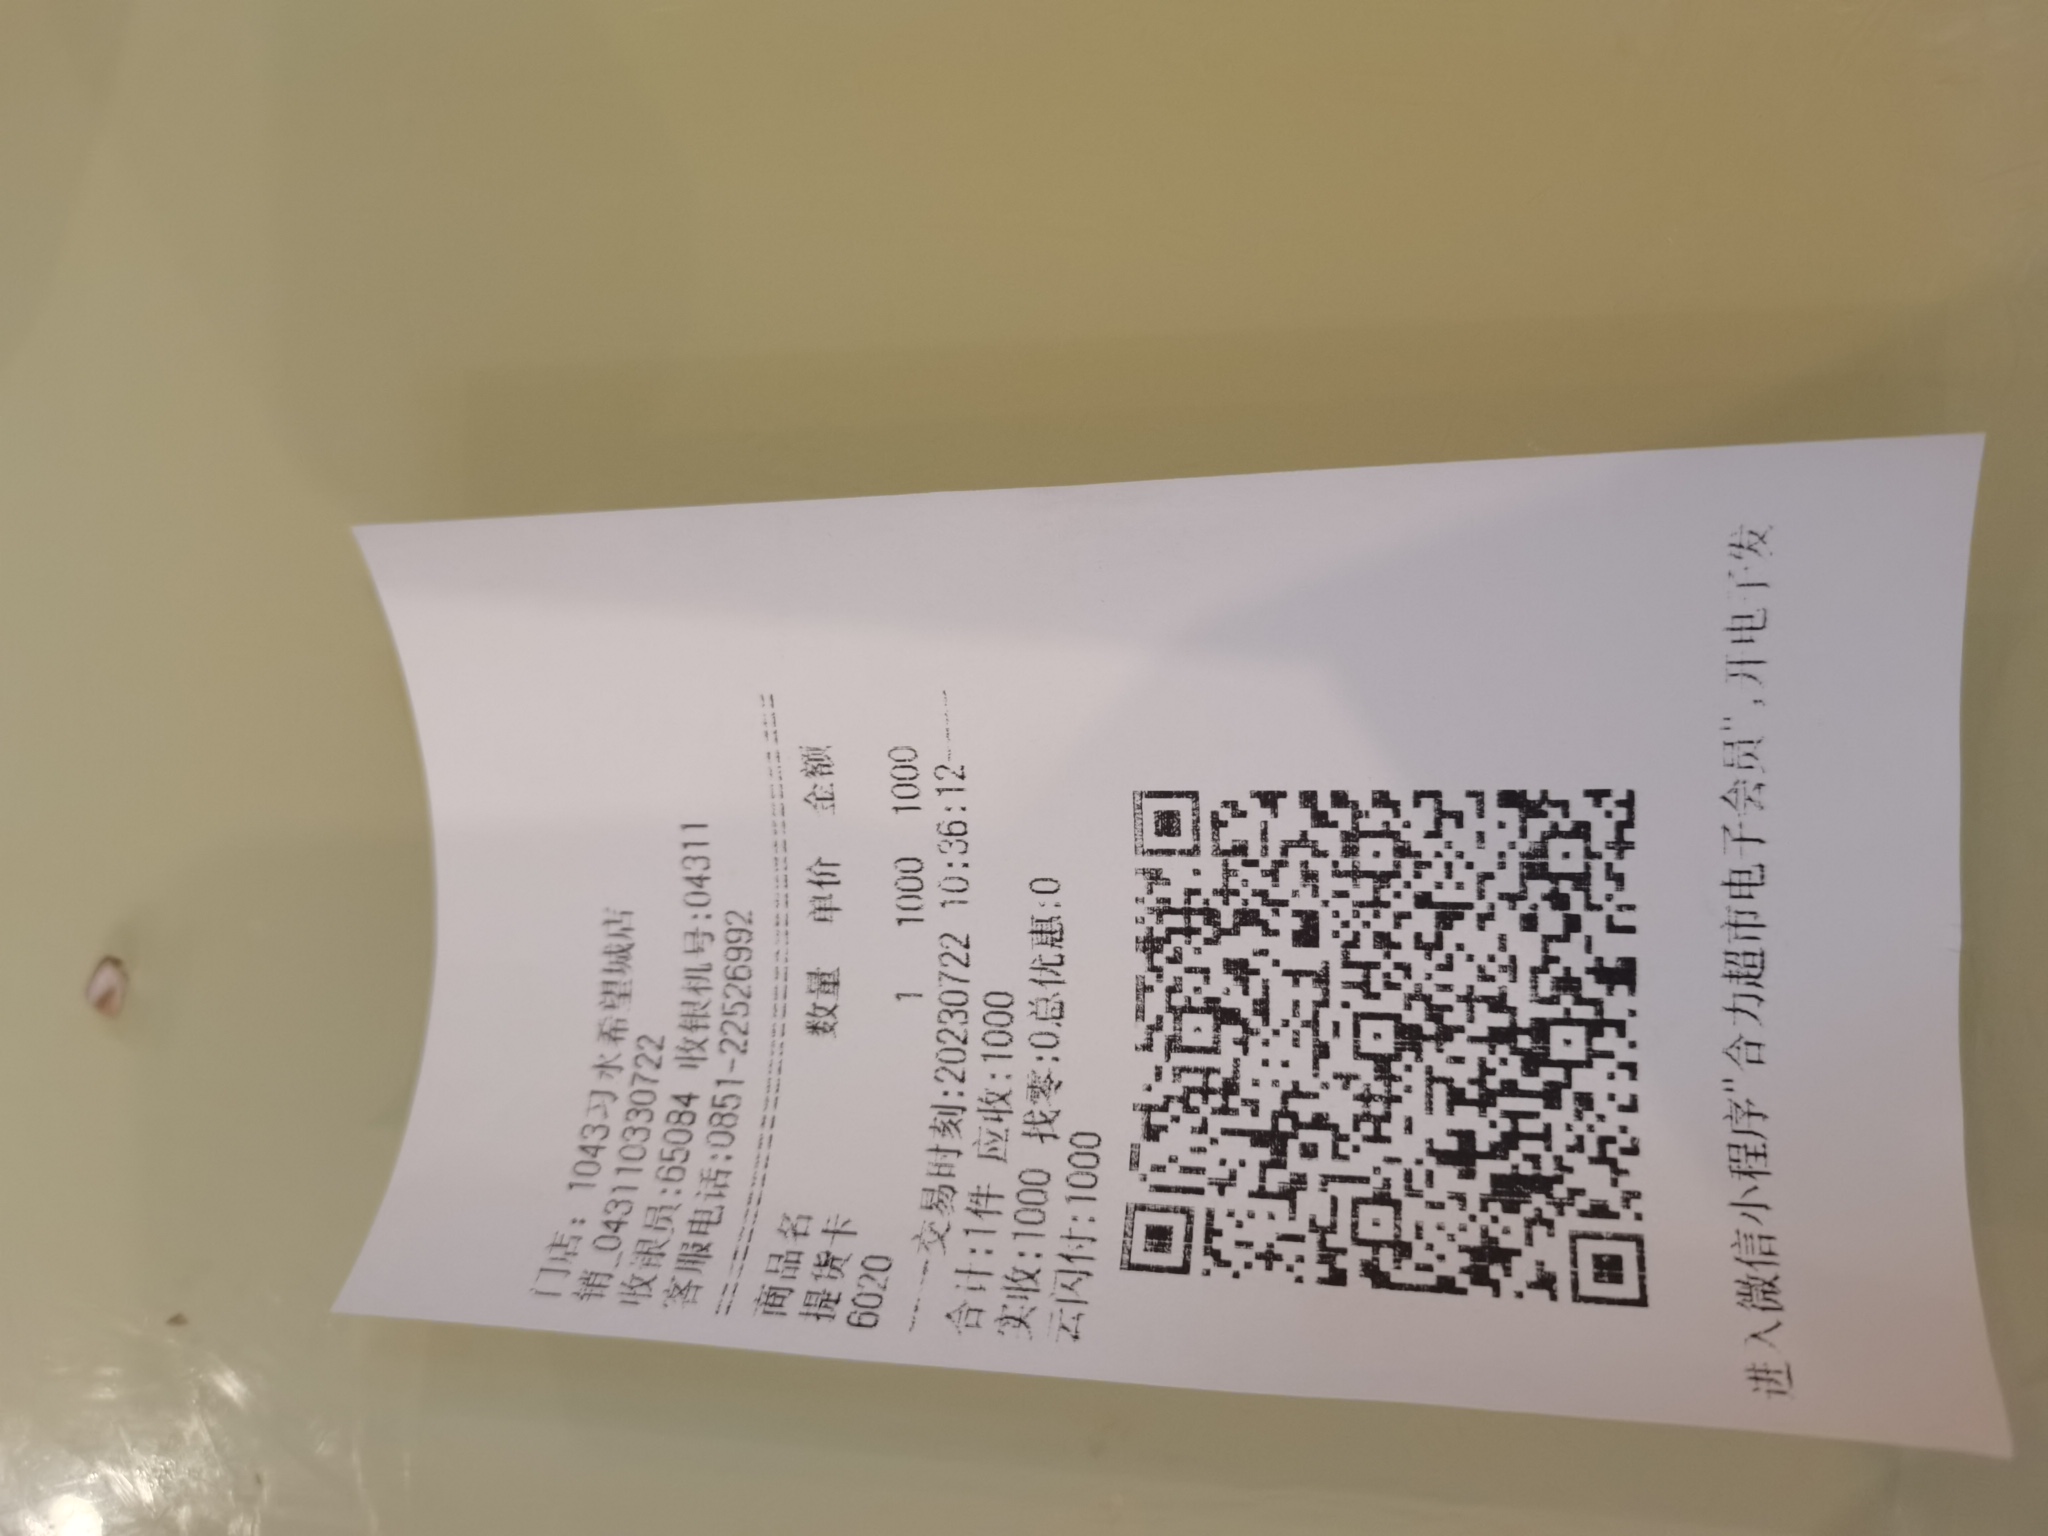 门店: 1043习水希望城店
销_0431110330722
收银员:65084 收银机号:04311
客服电话:0851-22526992
商品名 数量 单价 金额
提货卡
6020 1 1000 1000
交易时刻:20230722 10:36:12
合计:1件 应收:1000
实收:1000 找零:0总优惠:0
云闪付:1000
进入微信小程序"合力超市电子会员",开电子发